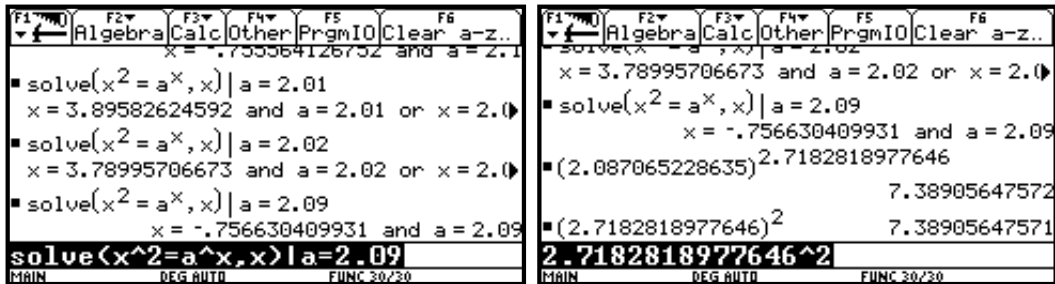 F1 F2 F3 F4 F5 F6
Algebra Calc Other PrgmIO Clear a-z..
x = -.755564126752 and a = 2.1
solve(x² = aˣ, x) | a = 2.01
x = 3.89582624592 and a = 2.01 or x = 2.0
solve(x² = aˣ, x) | a = 2.02
x = 3.78995706673 and a = 2.02 or x = 2.0
solve(x² = aˣ, x) | a = 2.09
x = -.756630409931 and a = 2.09
solve(x^2=a^x,x)|a=2.09
MAIN DEG AUTO FUNC 30/30
F1 F2 F3 F4 F5 F6
Algebra Calc Other PrgmIO Clear a-z..
solve(x² = aˣ, x) | a = 2.02
x = 3.78995706673 and a = 2.02 or x = 2.0
solve(x² = aˣ, x) | a = 2.09
x = -.756630409931 and a = 2.09
(2.087065228635)^2.7182818977646
7.38905647572
(2.7182818977646)² 7.38905647571
2.7182818977646^2
MAIN DEG AUTO FUNC 30/30